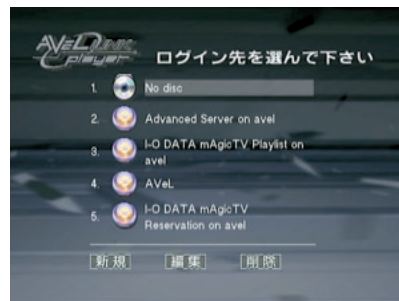 AVeL LINK
player
ログイン先を選んで下さい
1. No disc
2. Advanced Server on avel
3. I-O DATA mAgicTV Playlist on
avel
4. AVeL
5. I-O DATA mAgicTV
Reservation on avel
新規 編集 削除